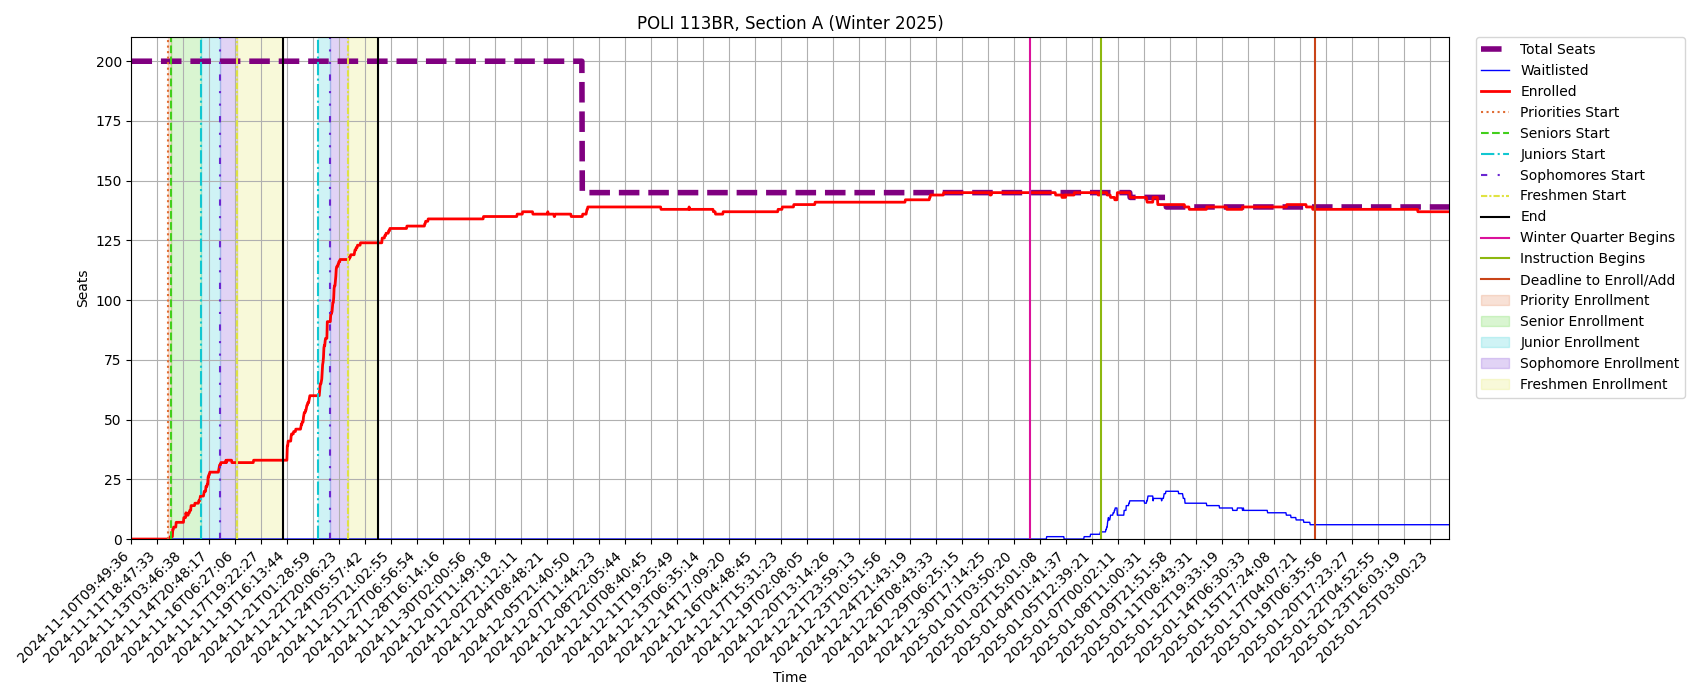 POLI 113BR, Section A (Winter 2025)
Seats
200
175
150
125
100
75
50
25
0
2024-11-10T09:49:36
2024-11-11T18:47:33
2024-11-13T03:46:38
2024-11-14T20:48:17
2024-11-16T06:27:06
2024-11-17T19:22:27
2024-11-19T16:13:44
2024-11-21T01:28:59
2024-11-22T20:06:23
2024-11-24T05:57:42
2024-11-25T21:02:55
2024-11-27T06:56:54
2024-11-28T16:14:16
2024-11-30T02:00:56
2024-12-01T11:49:18
2024-12-02T21:12:11
2024-12-04T08:48:21
2024-12-05T21:40:50
2024-12-07T11:44:23
2024-12-08T22:05:44
2024-12-10T08:40:45
2024-12-11T19:25:49
2024-12-13T06:35:14
2024-12-14T17:09:20
2024-12-16T04:48:45
2024-12-17T15:31:23
2024-12-19T02:08:05
2024-12-20T13:14:26
2024-12-21T23:59:13
2024-12-23T10:51:56
2024-12-24T21:43:19
2024-12-26T08:43:33
2024-12-29T06:25:15
2024-12-30T17:14:25
2025-01-01T03:50:20
2025-01-02T15:01:08
2025-01-04T01:41:37
2025-01-05T12:39:21
2025-01-07T00:02:11
2025-01-08T11:00:31
2025-01-09T21:51:58
2025-01-11T08:43:31
2025-01-12T19:33:19
2025-01-14T06:30:33
2025-01-15T17:24:08
2025-01-17T04:07:21
2025-01-19T06:35:56
2025-01-20T17:23:27
2025-01-22T04:52:55
2025-01-23T16:03:19
2025-01-25T03:00:23
Time
Total Seats
Waitlisted
Enrolled
Priorities Start
Seniors Start
Juniors Start
Sophomores Start
Freshmen Start
End
Winter Quarter Begins
Instruction Begins
Deadline to Enroll/Add
Priority Enrollment
Senior Enrollment
Junior Enrollment
Sophomore Enrollment
Freshmen Enrollment